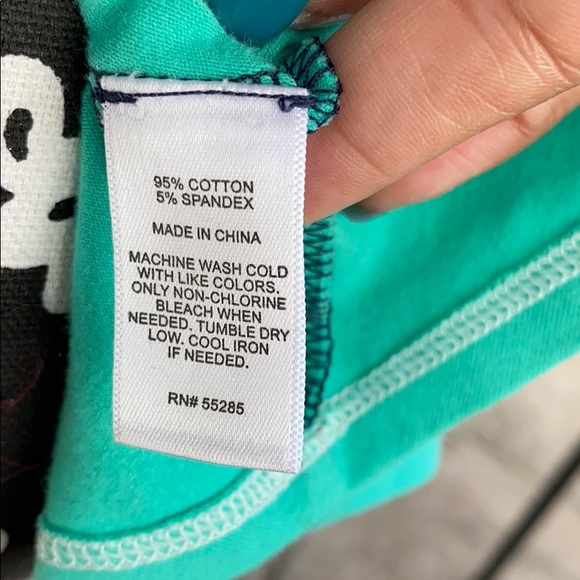 95% COTTON
5% SPANDEX
MADE IN CHINA
MACHINE WASH COLD
WITH LIKE COLORS.
ONLY NON-CHLORINE
BLEACH WHEN
NEEDED. TUMBLE DRY
LOW. COOL IRON
IF NEEDED.
RN# 55285